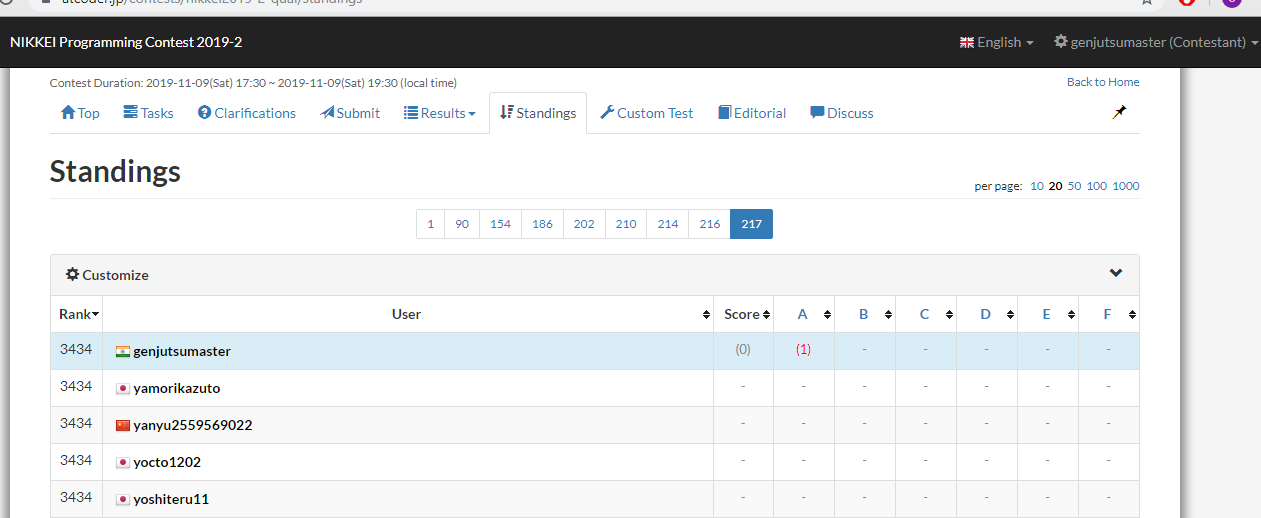 atcoder.jp/contests/nikkei2019-2-qual/standings
NIKKEI Programming Contest 2019-2 English genjutsumaster (Contestant)
Contest Duration: 2019-11-09(Sat) 17:30 ~ 2019-11-09(Sat) 19:30 (local time) Back to Home
Top Tasks Clarifications Submit Results Standings Custom Test Editorial Discuss
Standings
per page: 10 20 50 100 1000
1 90 154 186 202 210 214 216 217
Customize
Rank User Score A B C D E F
3434 genjutsumaster (0) (1) - - - - -
3434 yamorikazuto - - - - - - -
3434 yanyu2559569022 - - - - - - -
3434 yocto1202 - - - - - - -
3434 yoshiteru11 - - - - - - -